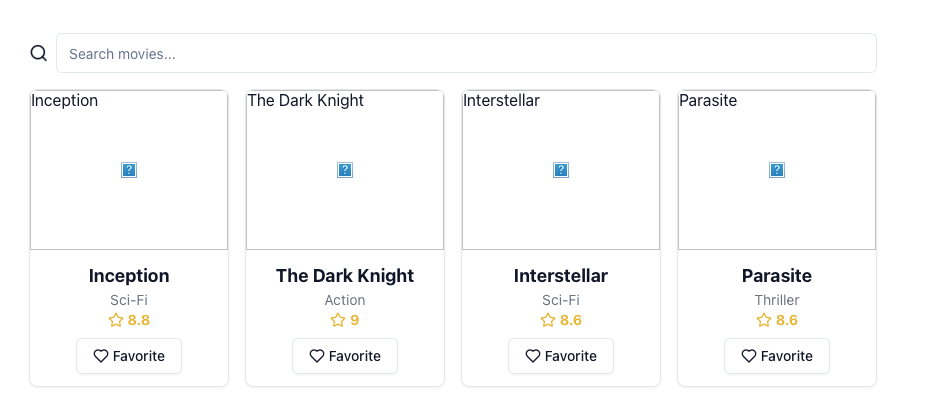 Search movies...
Inception
The Dark Knight
Interstellar
Parasite
?
?
?
?
Inception
The Dark Knight
Interstellar
Parasite
Sci-Fi
Action
Sci-Fi
Thriller
8.8
9
8.6
8.6
Favorite
Favorite
Favorite
Favorite